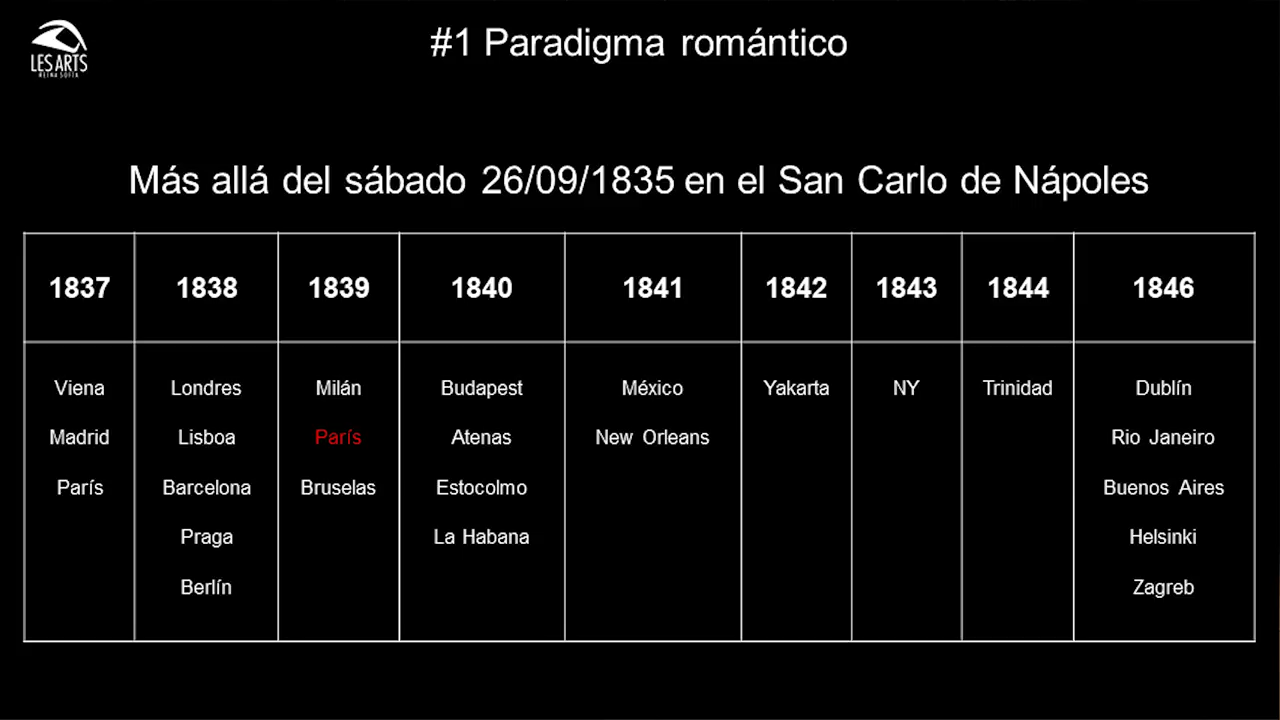 LES ARTS
REINA SOFÍA
#1 Paradigma romántico
Más allá del sábado 26/09/1835 en el San Carlo de Nápoles
1837 1838 1839 1840 1841 1842 1843 1844 1846
Viena Londres Milán Budapest México Yakarta NY Trinidad Dublín
Madrid Lisboa París Atenas New Orleans Rio Janeiro
París Barcelona Bruselas Estocolmo Buenos Aires
Praga La Habana Helsinki
Berlín Zagreb